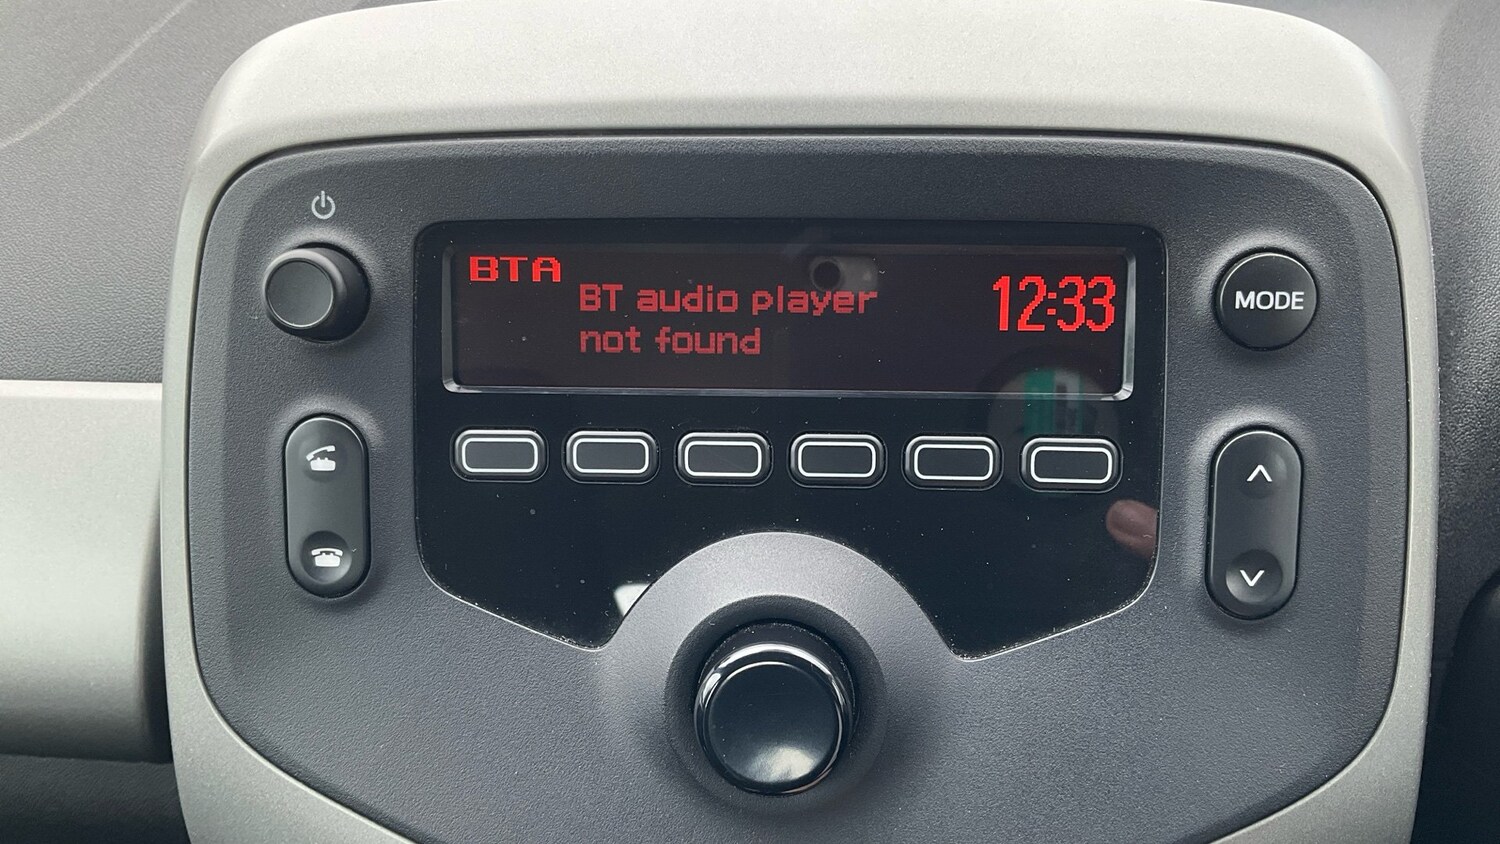 BTA
BT audio player
not found
12:33
MODE